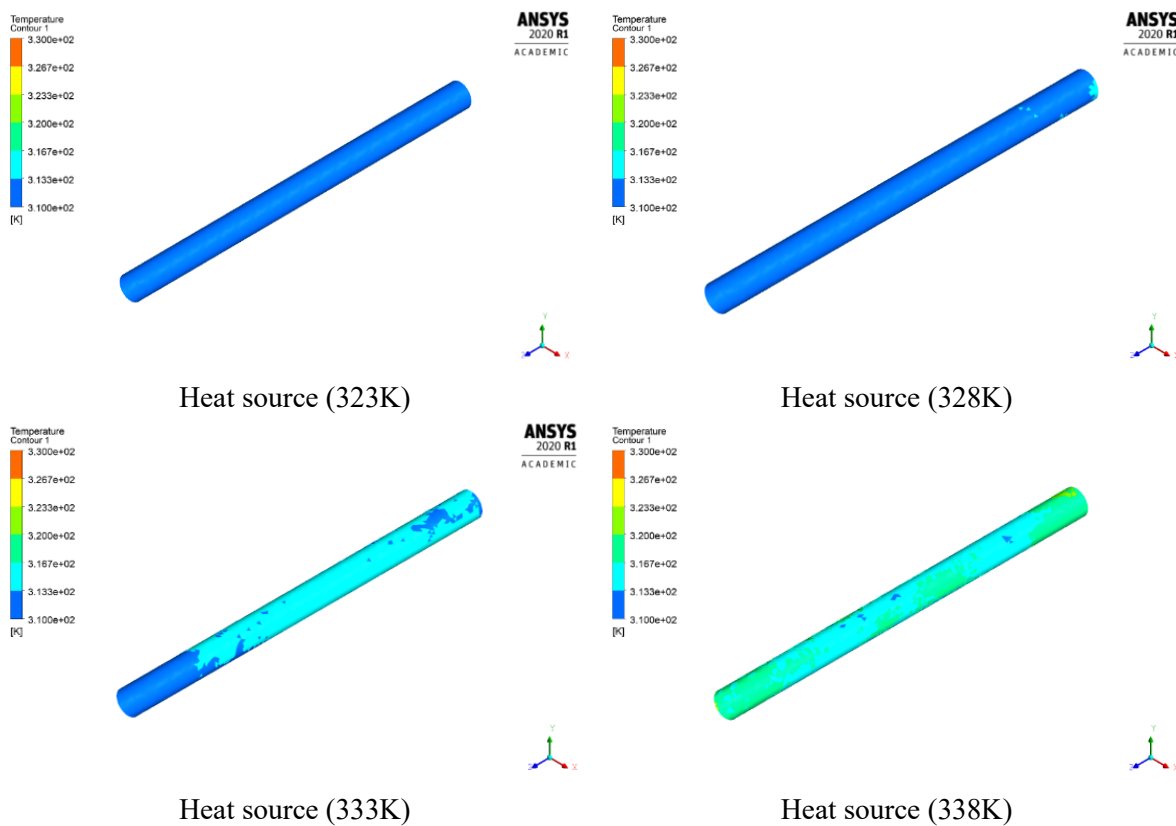 Temperature
Contour 1
3.300e+02
3.267e+02
3.233e+02
3.200e+02
3.167e+02
3.133e+02
3.100e+02
[K]
ANSYS
2020 R1
ACADEMIC
Y
Z
X
Heat source (323K)
Temperature
Contour 1
3.300e+02
3.267e+02
3.233e+02
3.200e+02
3.167e+02
3.133e+02
3.100e+02
[K]
ANSYS
2020 R1
ACADEMIC
Y
Z
X
Heat source (328K)
Temperature
Contour 1
3.300e+02
3.267e+02
3.233e+02
3.200e+02
3.167e+02
3.133e+02
3.100e+02
[K]
ANSYS
2020 R1
ACADEMIC
Y
Z
X
Heat source (333K)
Temperature
Contour 1
3.300e+02
3.267e+02
3.233e+02
3.200e+02
3.167e+02
3.133e+02
3.100e+02
[K]
Y
Z
X
Heat source (338K)